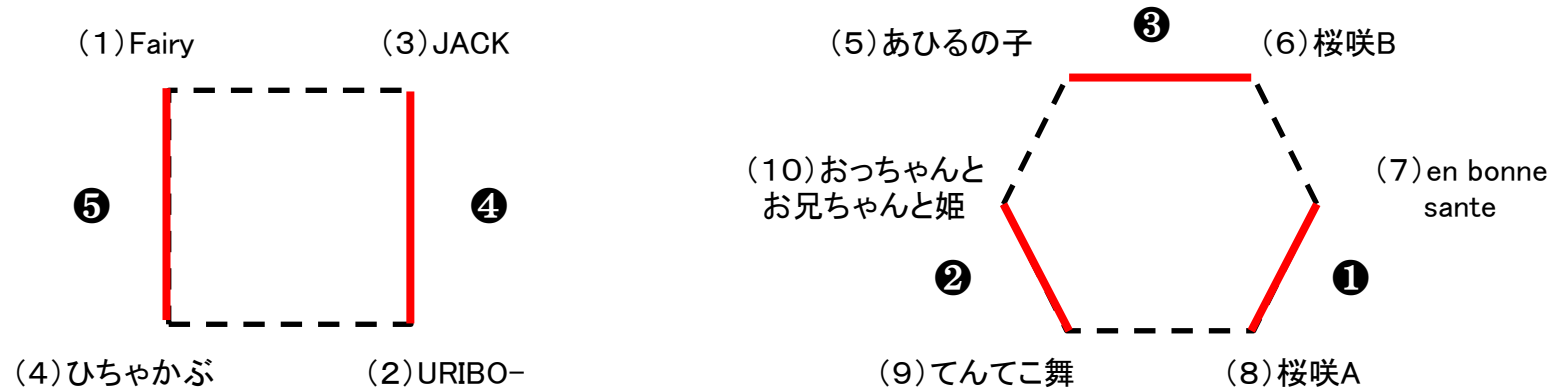 （１）Fairy
（３）JACK
❺
❹
（４）ひちゃかぶ
（２）URIBO−
❸
（５）あひるの子
（６）桜咲B
（１０）おっちゃんと
お兄ちゃんと姫
（７）en bonne
sante
❷
❶
（９）てんてこ舞
（８）桜咲A